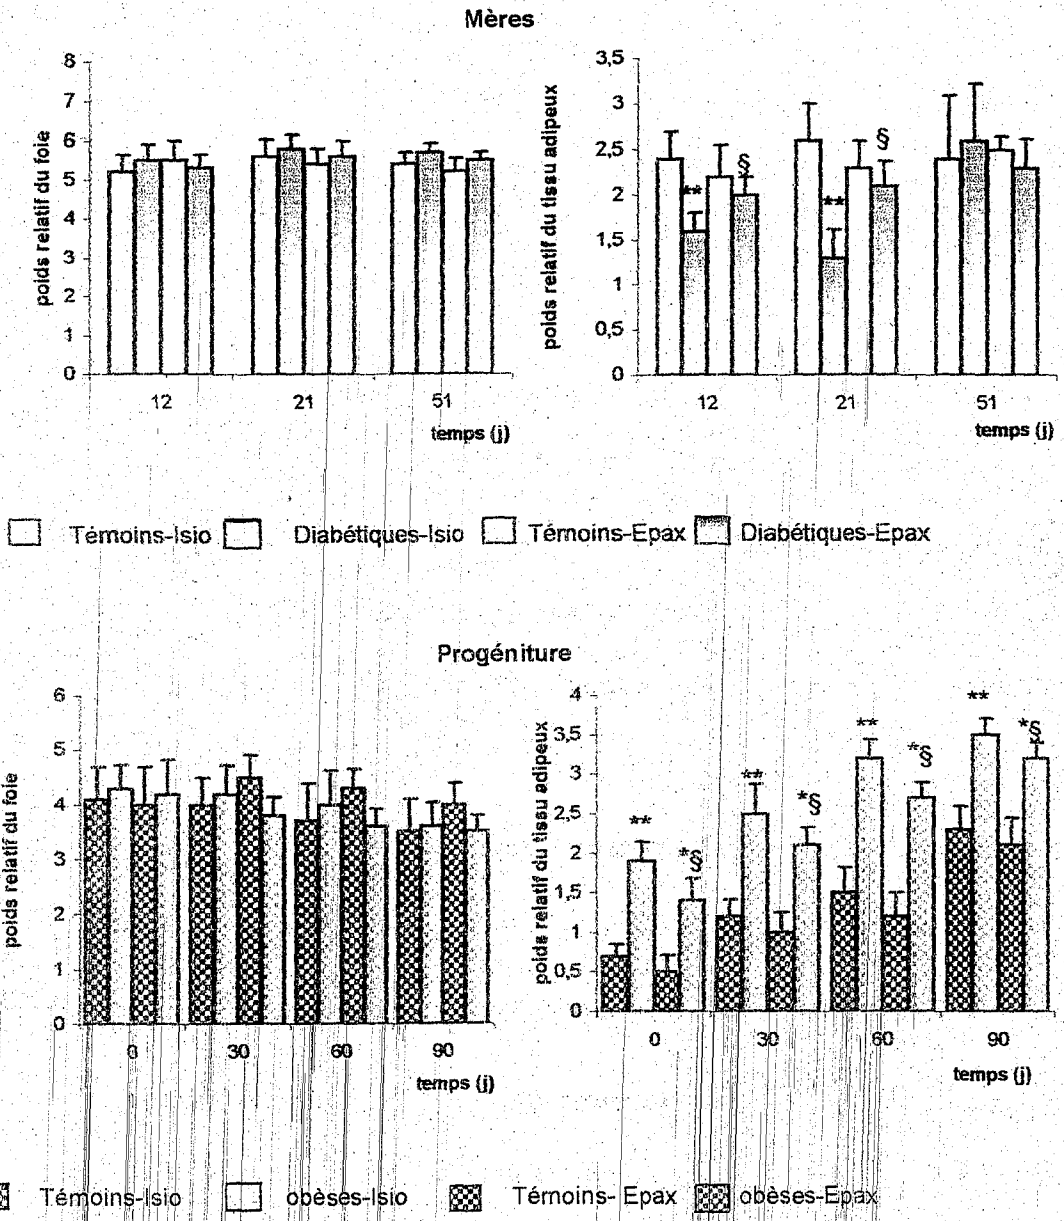 Mères
poids relatif du foie
8
7
6
5
4
3
2
1
0
12 21 51
temps (j)
poids relatif du tissu adipeux
3,5
3
2,5
2
1,5
1
0,5
0
** § ** §
12 21 51
temps (j)
Témoins-Isio Diabétiques-Isio Témoins-Epax Diabétiques-Epax
Progéniture
poids relatif du foie
6
5
4
3
2
1
0
0 30 60 90
temps (j)
poids relatif du tissu adipeux
4
3,5
3
2,5
2
1,5
1
0,5
0
** *§ ** *§ ** *§ ** *§
0 30 60 90
temps (j)
Témoins-Isio obèses-Isio Témoins- Epax obèses-Epax